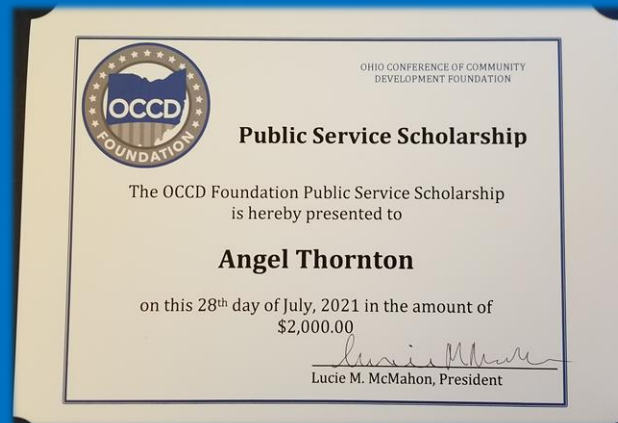 OHIO CONFERENCE OF COMMUNITY
DEVELOPMENT FOUNDATION
OCCD
FOUNDATION
Public Service Scholarship
The OCCD Foundation Public Service Scholarship
is hereby presented to
Angel Thornton
on this 28th day of July, 2021 in the amount of
$2,000.00
Lucie M. McMahon, President